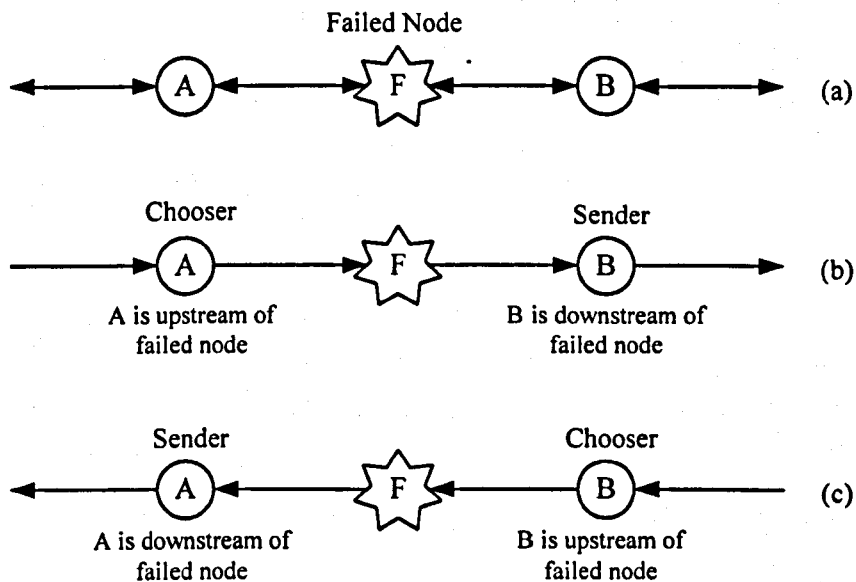 Failed Node
A F B (a)
Chooser Sender
A F B (b)
A is upstream of B is downstream of
failed node failed node
Sender Chooser
A F B (c)
A is downstream of B is upstream of
failed node failed node